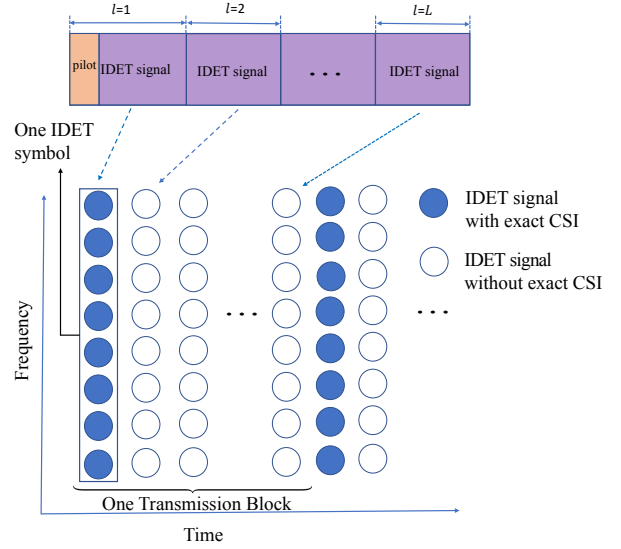 l=1
l=2
l=L
pilot
IDET signal
IDET signal
...
IDET signal
One IDET
symbol
IDET signal
with exact CSI
IDET signal
without exact CSI
...
...
Frequency
One Transmission Block
Time